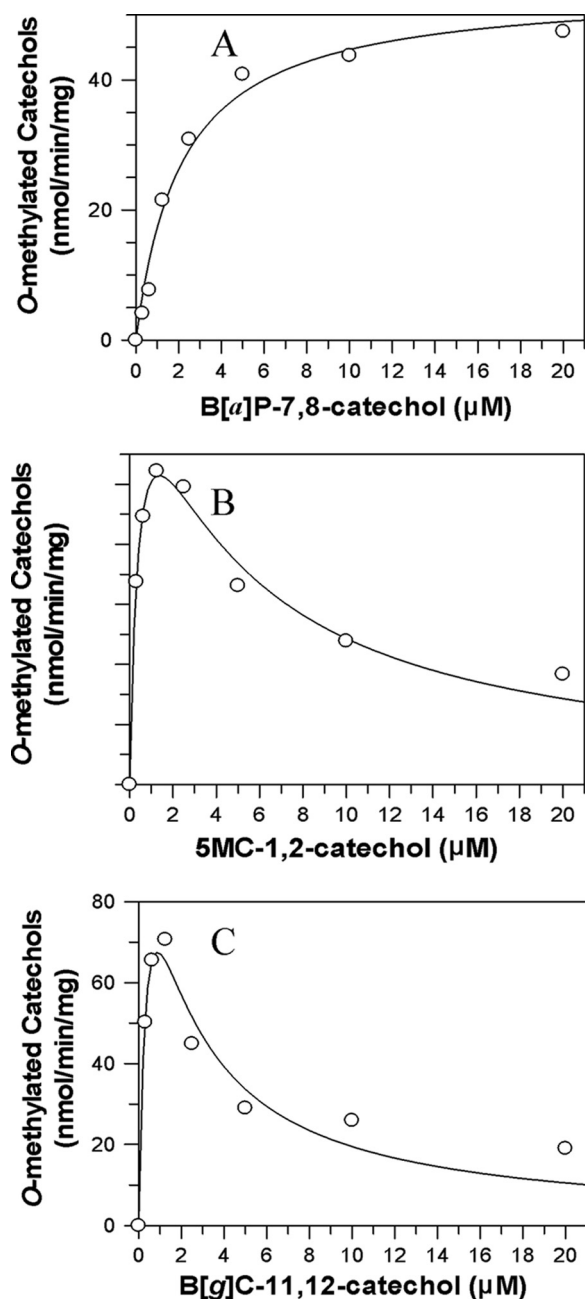 A
O-methylated Catechols
(nmol/min/mg)
40
20
0
0 2 4 6 8 10 12 14 16 18 20
B[a]P-7,8-catechol (µM)
B
O-methylated Catechols
(nmol/min/mg)
0 2 4 6 8 10 12 14 16 18 20
5MC-1,2-catechol (µM)
C
O-methylated Catechols
(nmol/min/mg)
80
60
40
20
0
0 2 4 6 8 10 12 14 16 18 20
B[g]C-11,12-catechol (µM)